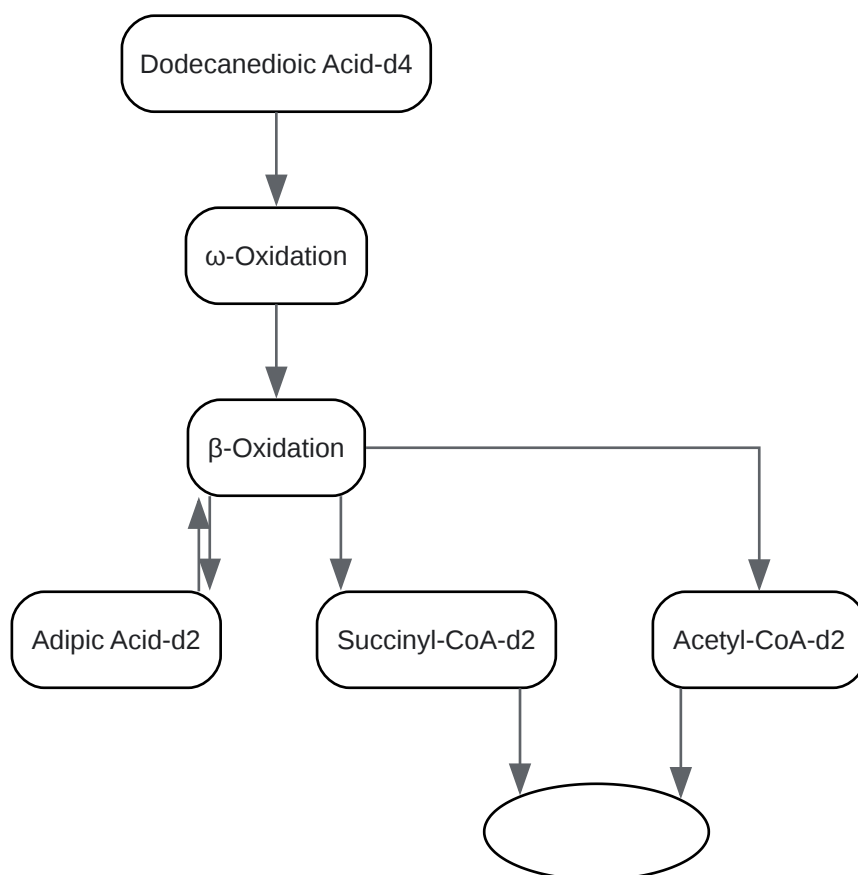 Dodecanedioic Acid-d4
ω-Oxidation
β-Oxidation
Adipic Acid-d2
Succinyl-CoA-d2
Acetyl-CoA-d2